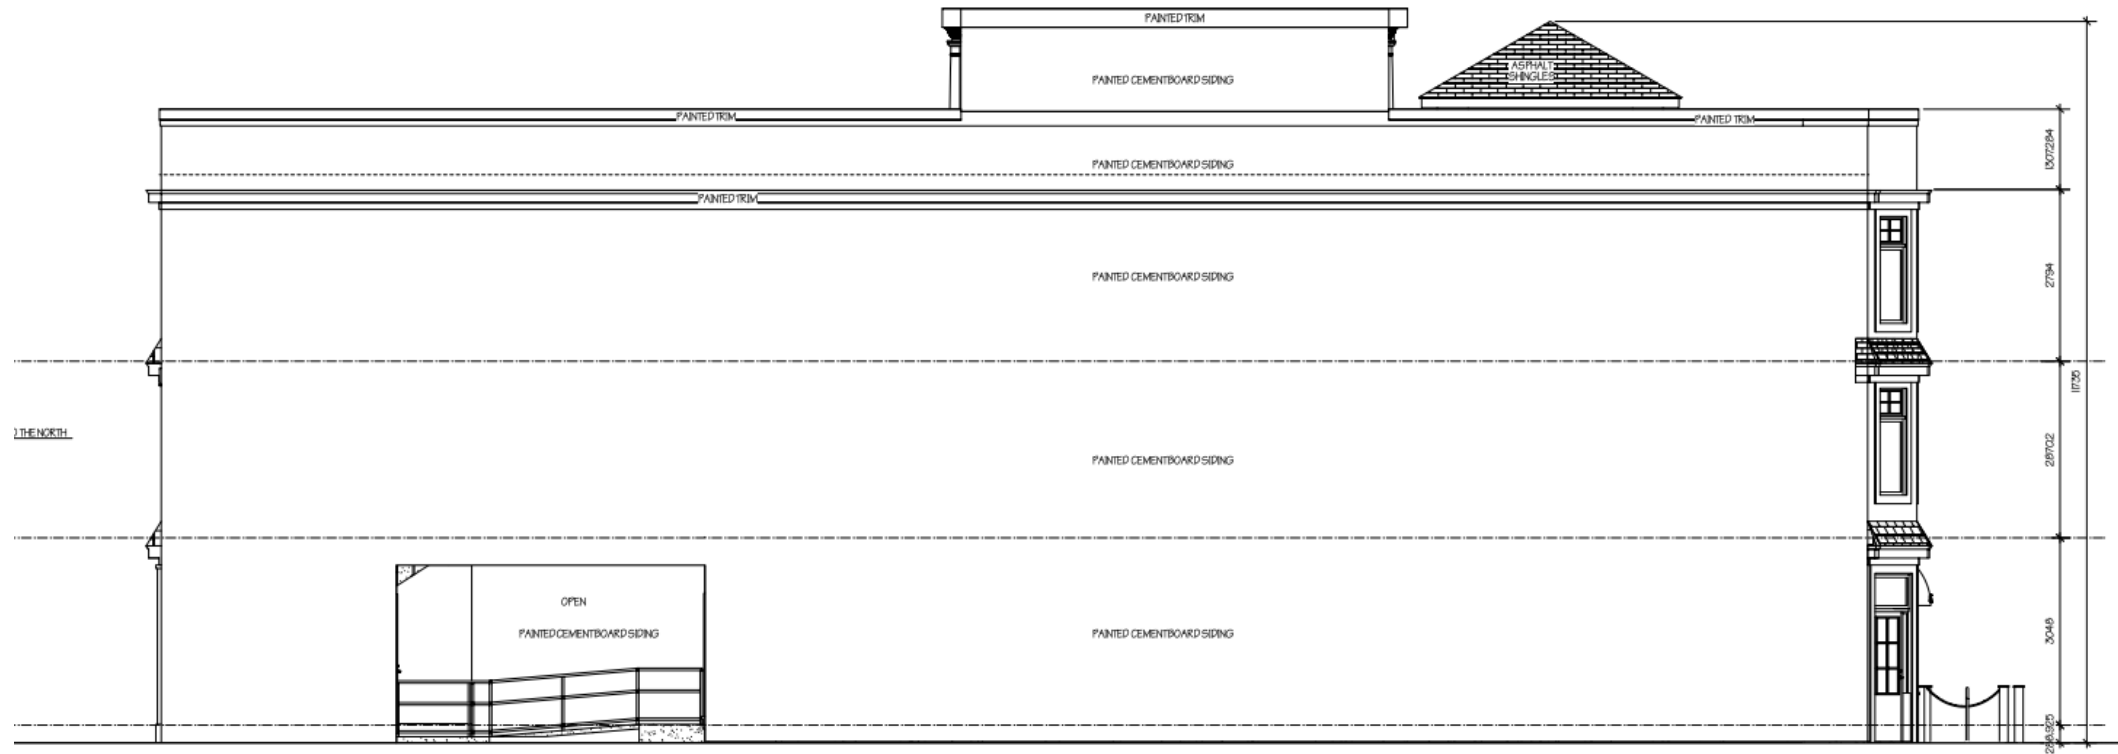 PAINTED TRIM
PAINTED CEMENTBOARD SIDING
ASPHALT
SHINGLES
PAINTED TRIM
PAINTED TRIM
PAINTED CEMENTBOARD SIDING
1307.284
PAINTED TRIM
PAINTED CEMENTBOARD SIDING
2794
11735
THE NORTH
PAINTED CEMENTBOARD SIDING
2870.2
OPEN
PAINTED CEMENTBOARD SIDING
PAINTED CEMENTBOARD SIDING
3048
288.925